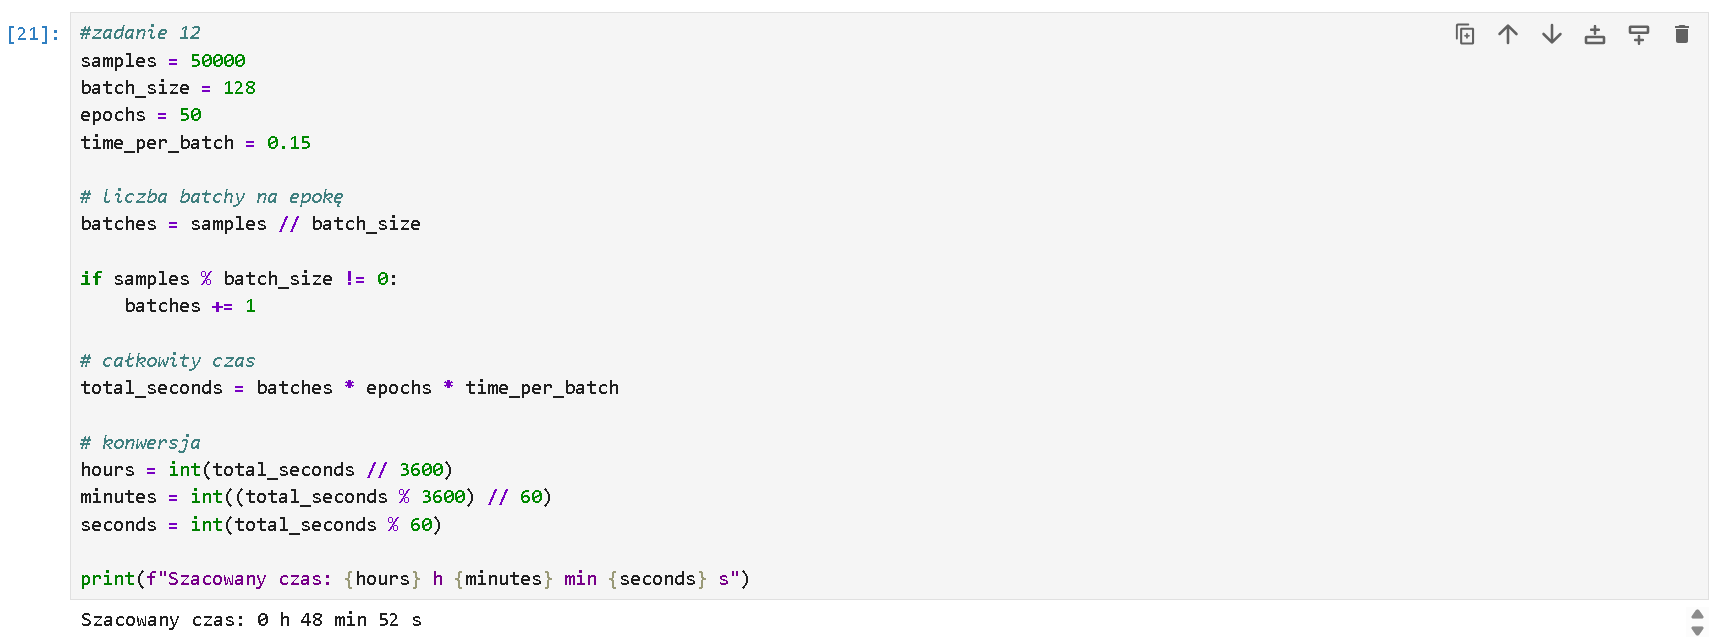 [21]:
#zadanie 12
samples = 50000
batch_size = 128
epochs = 50
time_per_batch = 0.15
# liczba batchy na epokę
batches = samples // batch_size
if samples % batch_size != 0:
    batches += 1
# całkowity czas
total_seconds = batches * epochs * time_per_batch
# konwersja
hours = int(total_seconds // 3600)
minutes = int((total_seconds % 3600) // 60)
seconds = int(total_seconds % 60)
print(f"Szacowany czas: {hours} h {minutes} min {seconds} s")
Szacowany czas: 0 h 48 min 52 s